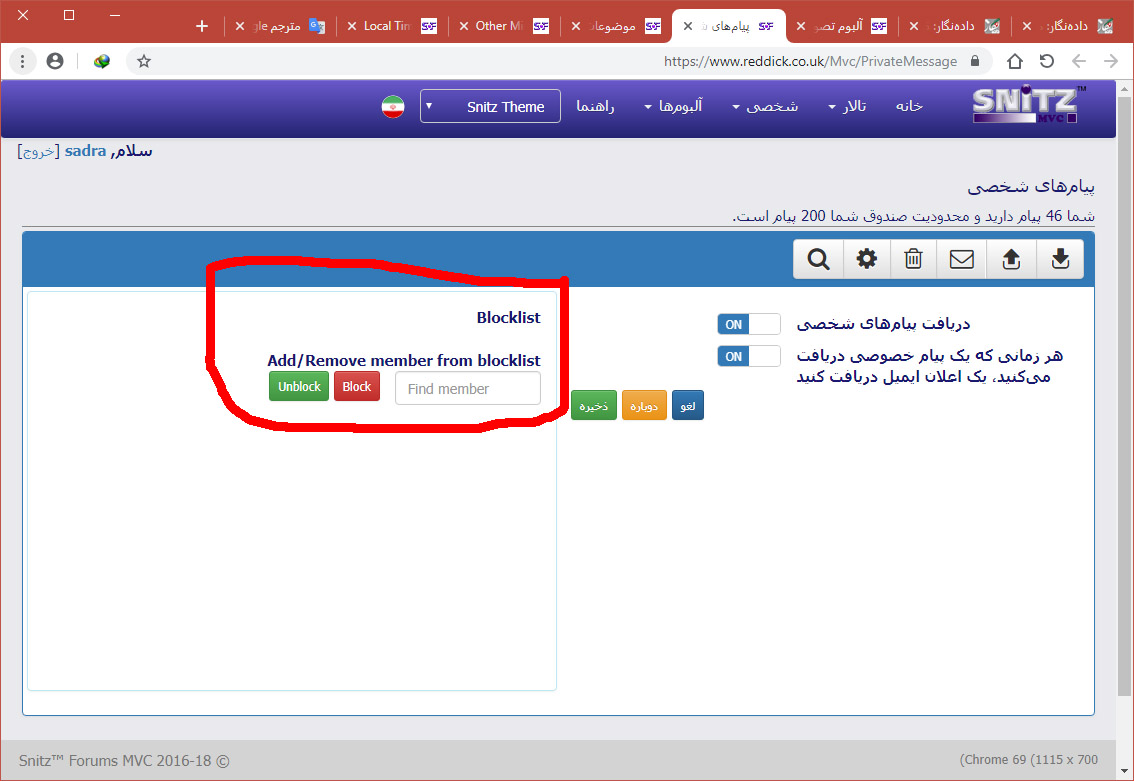 داده‌نگار:
داده‌نگار:
آلبوم تصو
پیام‌های ش
موضوعات
Other Mi
Local Tim
مترجم gle
https://www.reddick.co.uk/Mvc/PrivateMessage
SNiTZ™
MVC
خانه
تالار
شخصی
آلبوم‌ها
راهنما
Snitz Theme
سلام, sadra [خروج]
پیام‌های شخصی
شما 46 پیام دارید و محدودیت صندوق شما 200 پیام است.
دریافت پیام‌های شخصی
ON
هر زمانی که یک پیام خصوصی دریافت
می‌کنید، یک اعلان ایمیل دریافت کنید
ON
لغو
دوباره
ذخیره
Blocklist
Add/Remove member from blocklist
Find member
Block
Unblock
Snitz™ Forums MVC 2016-18 ©
(Chrome 69 (1115 x 700